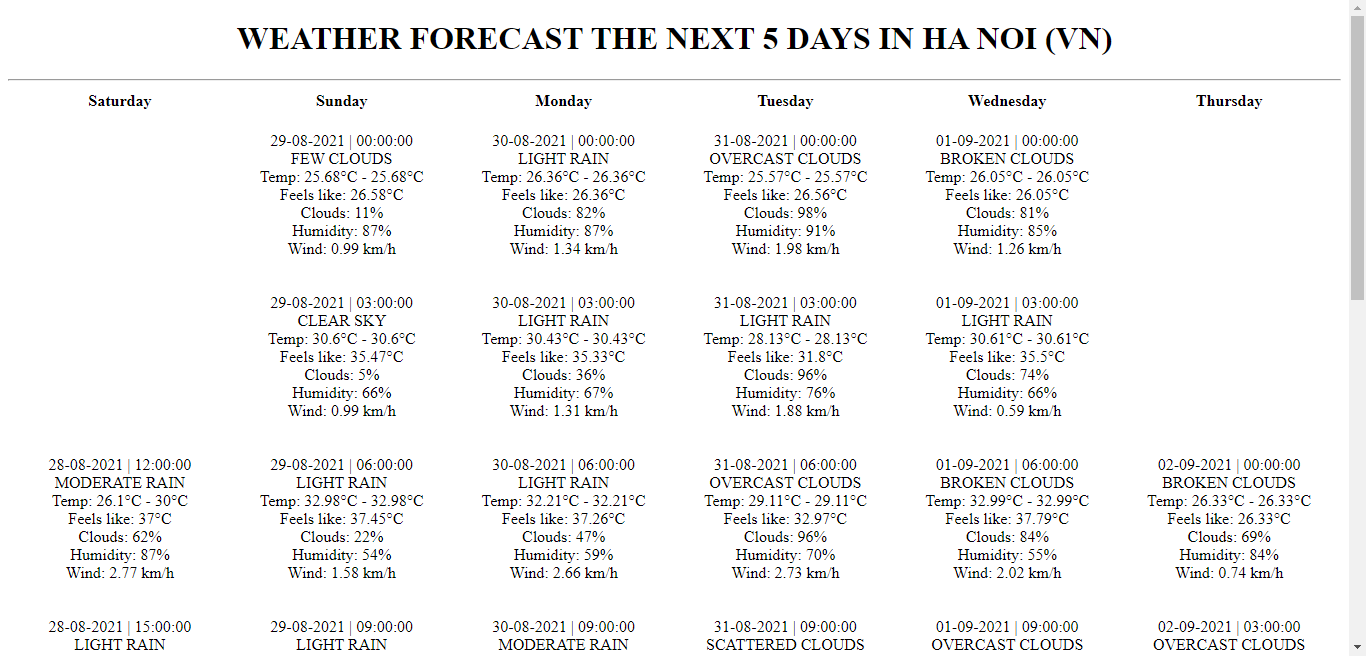 WEATHER FORECAST THE NEXT 5 DAYS IN HA NOI (VN)
Saturday Sunday Monday Tuesday Wednesday Thursday
29-08-2021 | 00:00:00 30-08-2021 | 00:00:00 31-08-2021 | 00:00:00 01-09-2021 | 00:00:00
FEW CLOUDS LIGHT RAIN OVERCAST CLOUDS BROKEN CLOUDS
Temp: 25.68°C - 25.68°C Temp: 26.36°C - 26.36°C Temp: 25.57°C - 25.57°C Temp: 26.05°C - 26.05°C
Feels like: 26.58°C Feels like: 26.36°C Feels like: 26.56°C Feels like: 26.05°C
Clouds: 11% Clouds: 82% Clouds: 98% Clouds: 81%
Humidity: 87% Humidity: 87% Humidity: 91% Humidity: 85%
Wind: 0.99 km/h Wind: 1.34 km/h Wind: 1.98 km/h Wind: 1.26 km/h
29-08-2021 | 03:00:00 30-08-2021 | 03:00:00 31-08-2021 | 03:00:00 01-09-2021 | 03:00:00
CLEAR SKY LIGHT RAIN LIGHT RAIN LIGHT RAIN
Temp: 30.6°C - 30.6°C Temp: 30.43°C - 30.43°C Temp: 28.13°C - 28.13°C Temp: 30.61°C - 30.61°C
Feels like: 35.47°C Feels like: 35.33°C Feels like: 31.8°C Feels like: 35.5°C
Clouds: 5% Clouds: 36% Clouds: 96% Clouds: 74%
Humidity: 66% Humidity: 67% Humidity: 76% Humidity: 66%
Wind: 0.99 km/h Wind: 1.31 km/h Wind: 1.88 km/h Wind: 0.59 km/h
28-08-2021 | 12:00:00 29-08-2021 | 06:00:00 30-08-2021 | 06:00:00 31-08-2021 | 06:00:00 01-09-2021 | 06:00:00 02-09-2021 | 00:00:00
MODERATE RAIN LIGHT RAIN LIGHT RAIN OVERCAST CLOUDS BROKEN CLOUDS BROKEN CLOUDS
Temp: 26.1°C - 30°C Temp: 32.98°C - 32.98°C Temp: 32.21°C - 32.21°C Temp: 29.11°C - 29.11°C Temp: 32.99°C - 32.99°C Temp: 26.33°C - 26.33°C
Feels like: 37°C Feels like: 37.45°C Feels like: 37.26°C Feels like: 32.97°C Feels like: 37.79°C Feels like: 26.33°C
Clouds: 62% Clouds: 22% Clouds: 47% Clouds: 96% Clouds: 84% Clouds: 69%
Humidity: 87% Humidity: 54% Humidity: 59% Humidity: 70% Humidity: 55% Humidity: 84%
Wind: 2.77 km/h Wind: 1.58 km/h Wind: 2.66 km/h Wind: 2.73 km/h Wind: 2.02 km/h Wind: 0.74 km/h
28-08-2021 | 15:00:00 29-08-2021 | 09:00:00 30-08-2021 | 09:00:00 31-08-2021 | 09:00:00 01-09-2021 | 09:00:00 02-09-2021 | 03:00:00
LIGHT RAIN LIGHT RAIN MODERATE RAIN SCATTERED CLOUDS OVERCAST CLOUDS OVERCAST CLOUDS